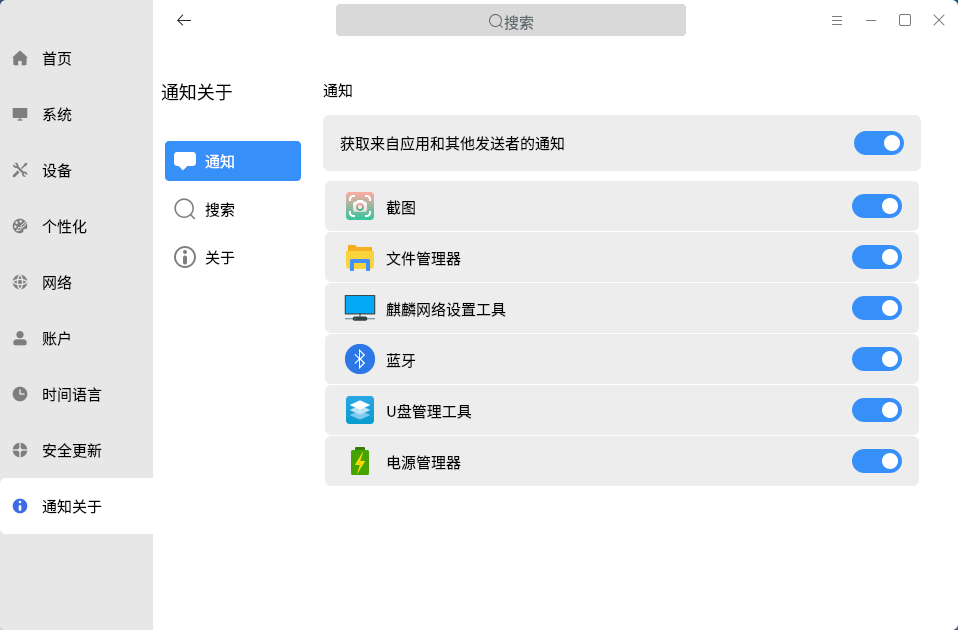 搜索
首页
系统
设备
个性化
网络
账户
时间语言
安全更新
通知关于
通知关于
通知
搜索
关于
通知
获取来自应用和其他发送者的通知
截图
文件管理器
麒麟网络设置工具
蓝牙
U盘管理工具
电源管理器